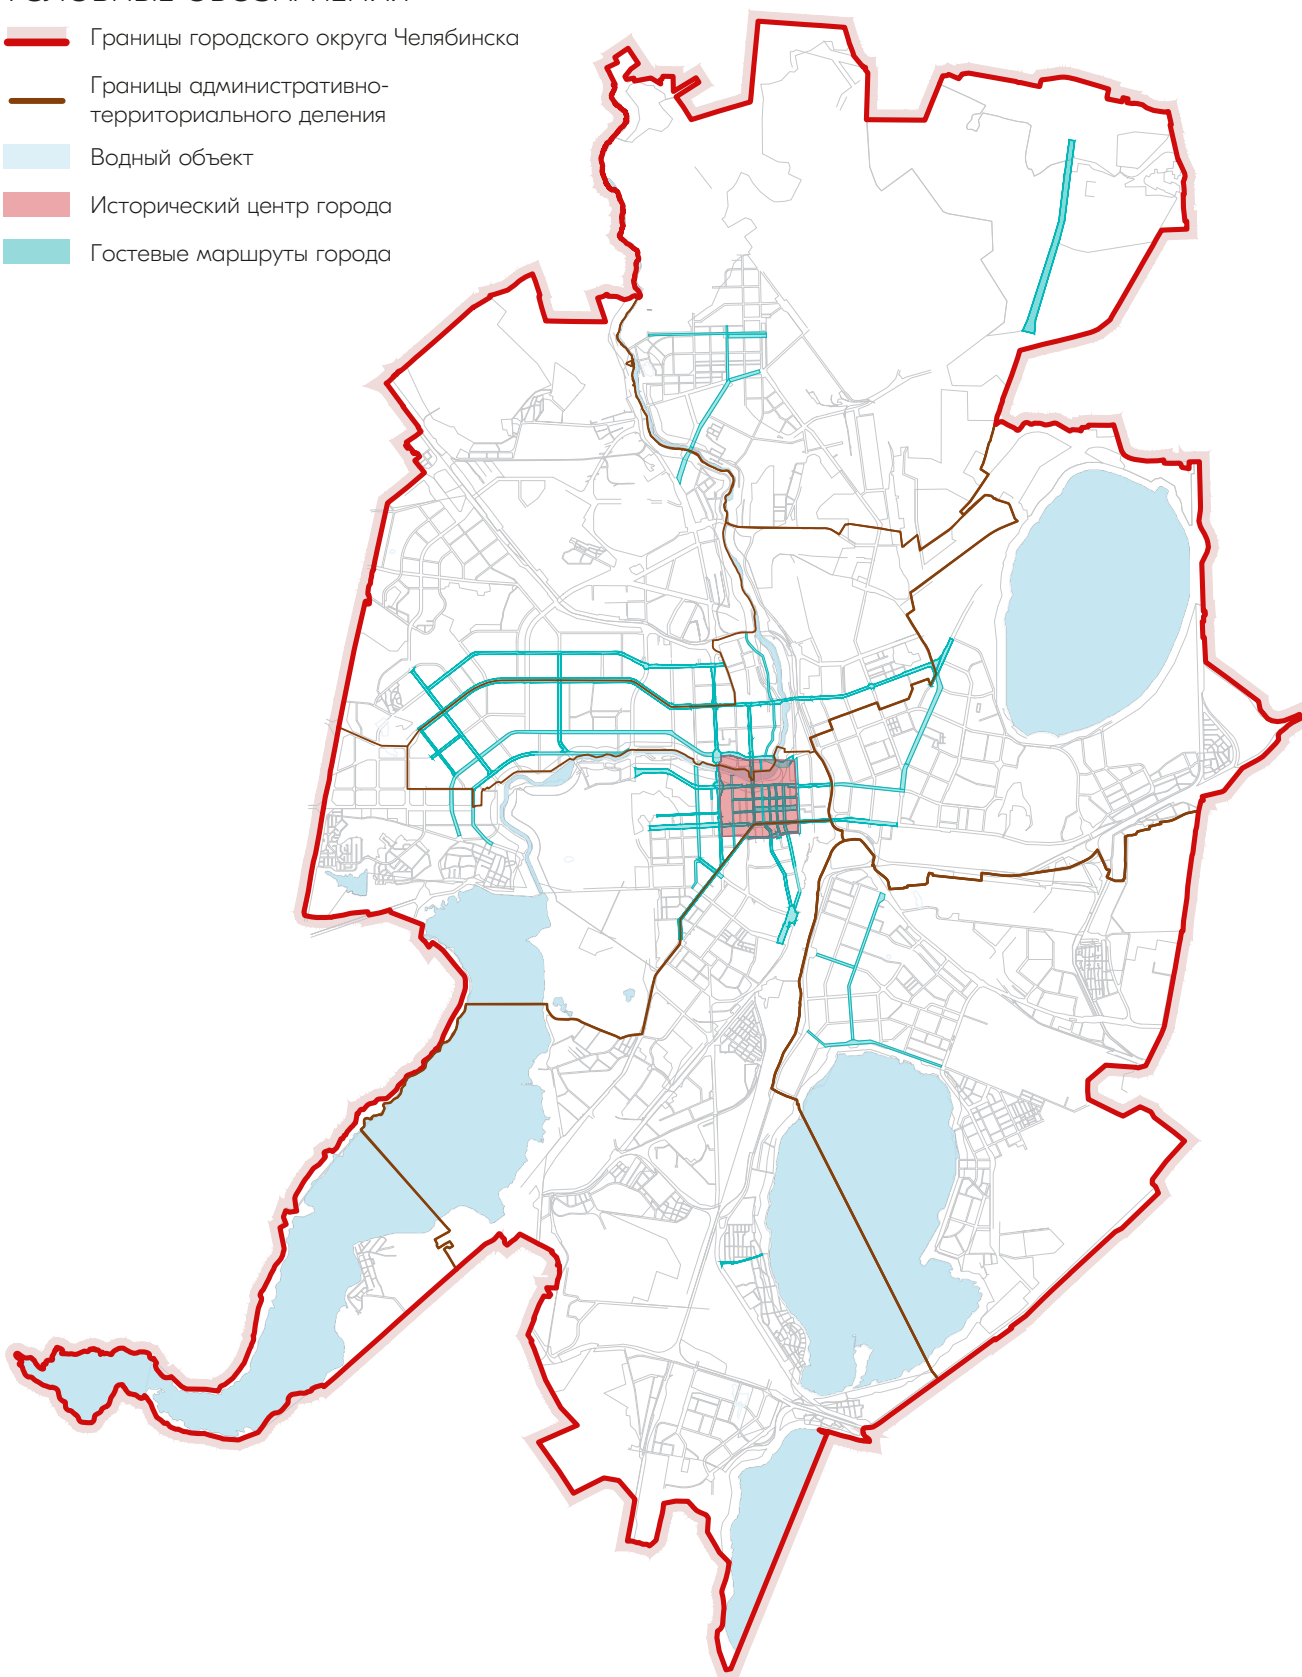 Границы городского округа Челябинска
Границы административно-
территориального деления
Водный объект
Исторический центр города
Гостевые маршруты города